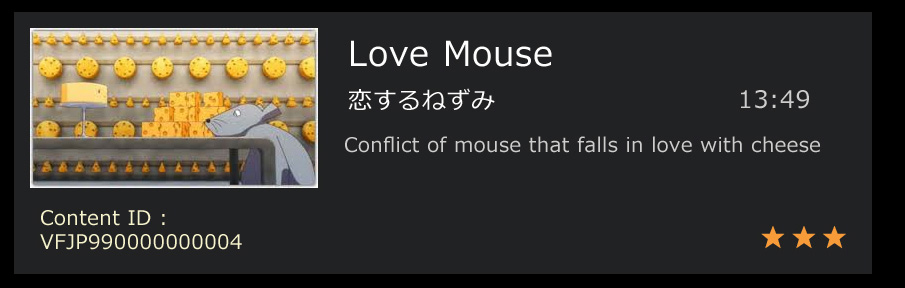 Love Mouse
恋するねずみ
13:49
Conflict of mouse that falls in love with cheese
Content ID :
VFJP990000000004